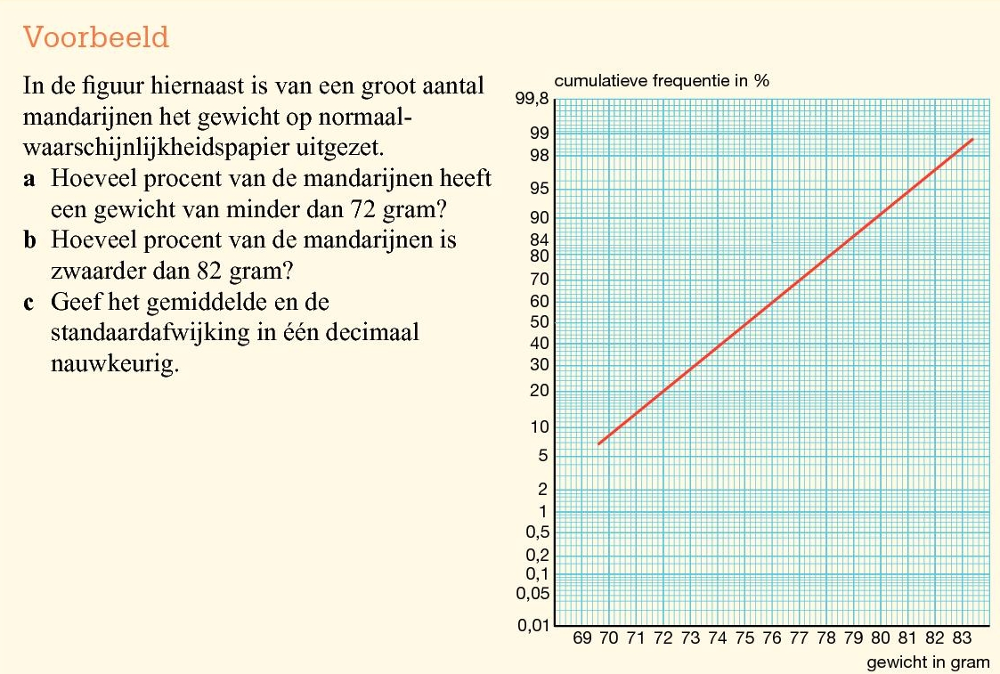 Voorbeeld
In de figuur hiernaast is van een groot aantal
mandarijnen het gewicht op normaal-
waarschijnlijkheidspapier uitgezet.
a Hoeveel procent van de mandarijnen heeft
een gewicht van minder dan 72 gram?
b Hoeveel procent van de mandarijnen is
zwaarder dan 82 gram?
c Geef het gemiddelde en de
standaardafwijking in één decimaal
nauwkeurig.
cumulatieve frequentie in %
99,8
99
98
95
90
84
80
70
60
50
40
30
20
10
5
2
1
0,5
0,2
0,1
0,05
0,01
69 70 71 72 73 74 75 76 77 78 79 80 81 82 83
gewicht in gram